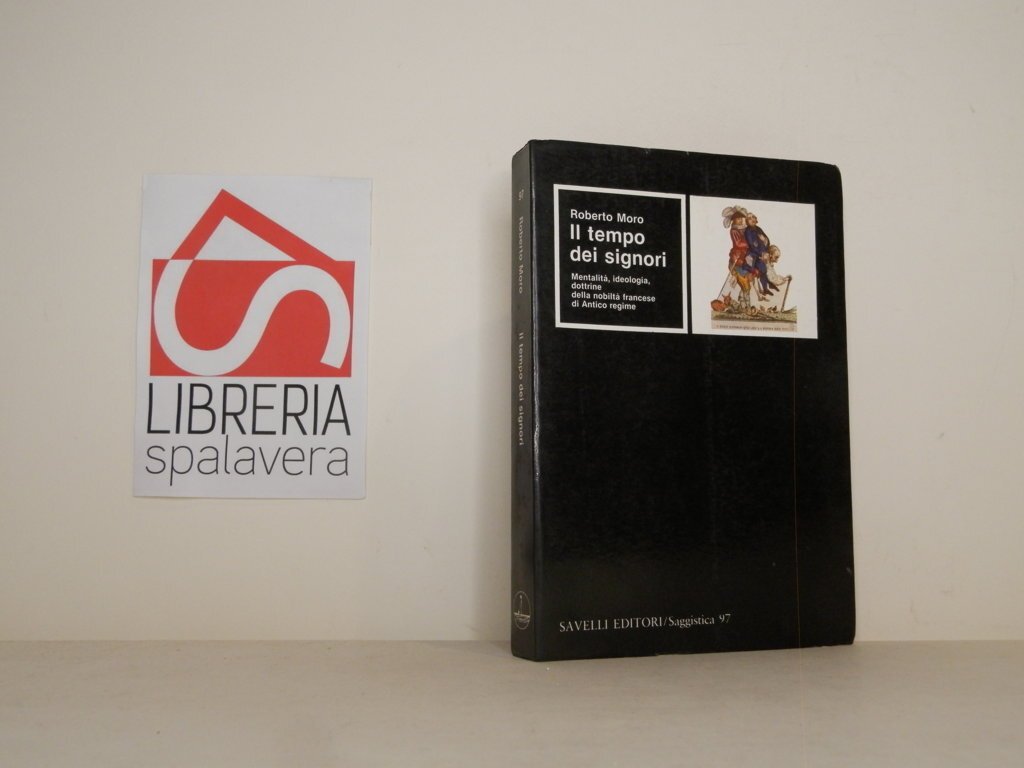 LIBRERIA
spalavera
Roberto Moro
Il tempo
dei signori
Mentalità, ideologia,
dottrine
della nobiltà francese
di Antico regime
SAVELLI EDITORI/Saggistica 97
Roberto Moro Il tempo dei signori